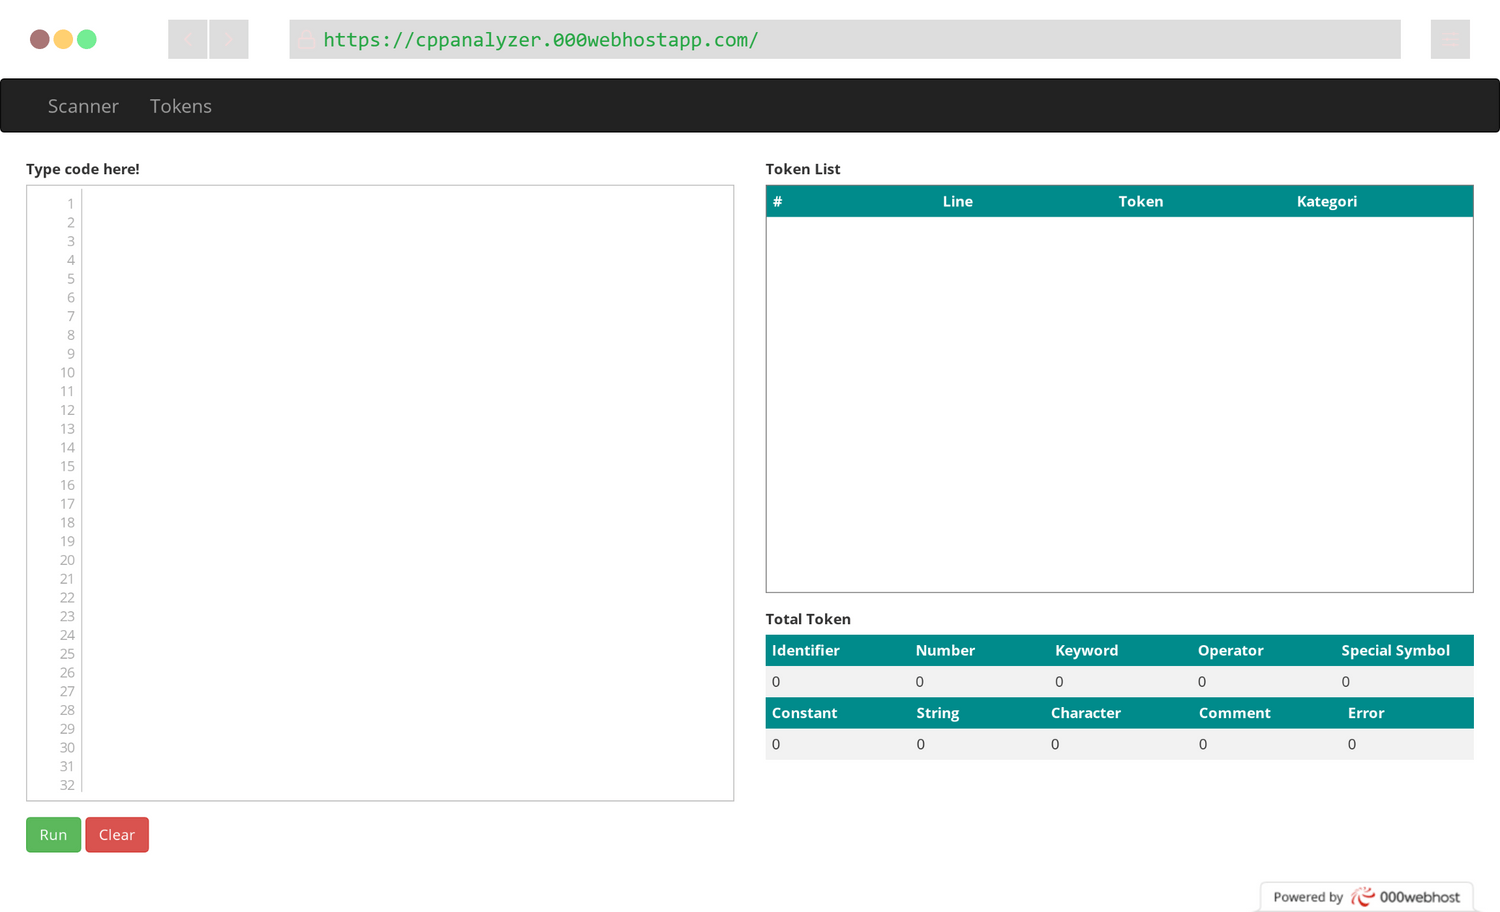 https://cppanalyzer.000webhostapp.com/
Scanner Tokens
Type code here!
1
2
3
4
5
6
7
8
9
10
11
12
13
14
15
16
17
18
19
20
21
22
23
24
25
26
27
28
29
30
31
32
Run Clear
Token List
# Line Token Kategori
Total Token
Identifier Number Keyword Operator Special Symbol
0 0 0 0 0
Constant String Character Comment Error
0 0 0 0 0
Powered by 000webhost